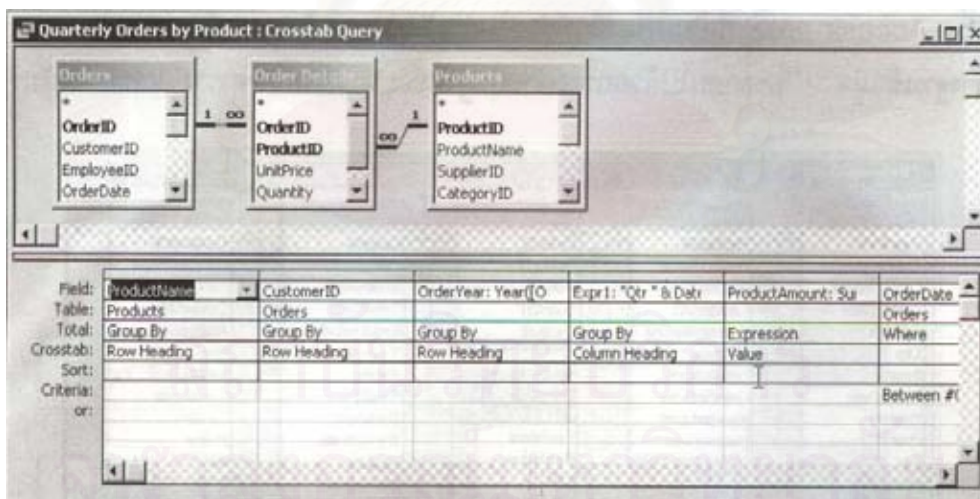 Quarterly Orders by Product : Crosstab Query
Orders
*
OrderID
CustomerID
EmployeeID
OrderDate
1 ∞
Order Details
*
OrderID
ProductID
UnitPrice
Quantity
∞ 1
Products
*
ProductID
ProductName
SupplierID
CategoryID
Field: ProductName CustomerID OrderYear: Year([O Expr1: "Qtr " & Date ProductAmount: Su OrderDate
Table: Products Orders Orders
Total: Group By Group By Group By Group By Expression Where
Crosstab: Row Heading Row Heading Row Heading Column Heading Value
Sort:
Criteria: Between #
or: